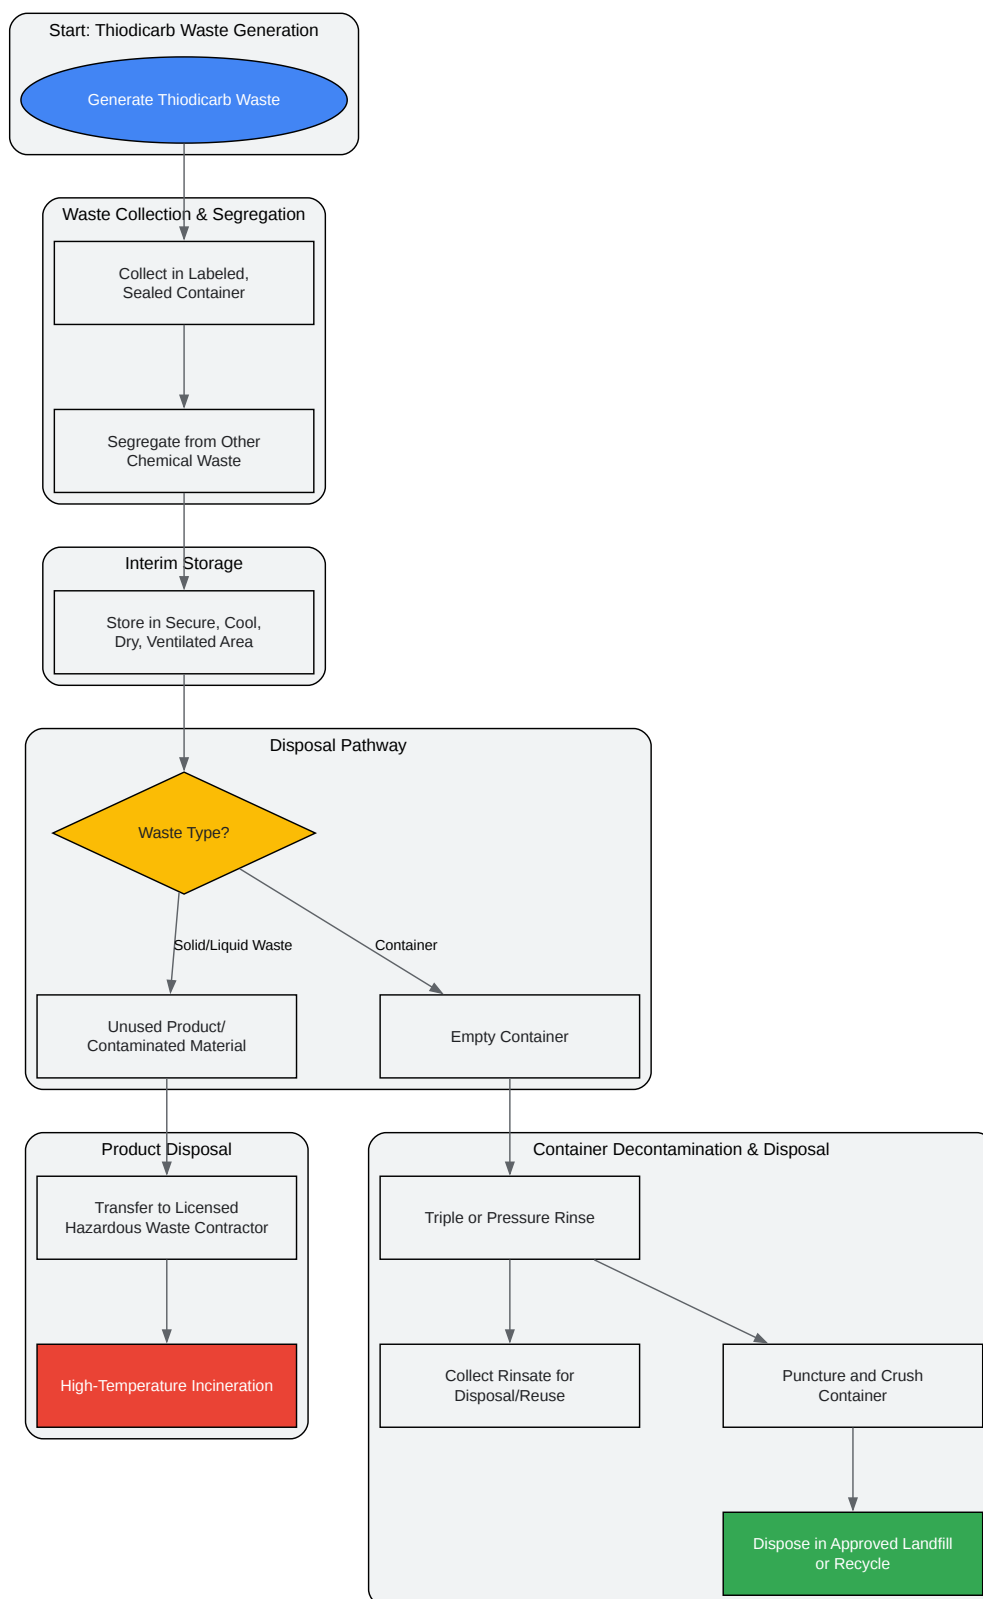 Start: Thiodicarb Waste Generation
Generate Thiodicarb Waste
Waste Collection & Segregation
Collect in Labeled,
Sealed Container
Segregate from Other
Chemical Waste
Interim Storage
Store in Secure, Cool,
Dry, Ventilated Area
Disposal Pathway
Waste Type?
Solid/Liquid Waste
Container
Unused Product/
Contaminated Material
Empty Container
Product Disposal
Transfer to Licensed
Hazardous Waste Contractor
High-Temperature Incineration
Container Decontamination & Disposal
Triple or Pressure Rinse
Collect Rinsate for
Disposal/Reuse
Puncture and Crush
Container
Dispose in Approved Landfill
or Recycle